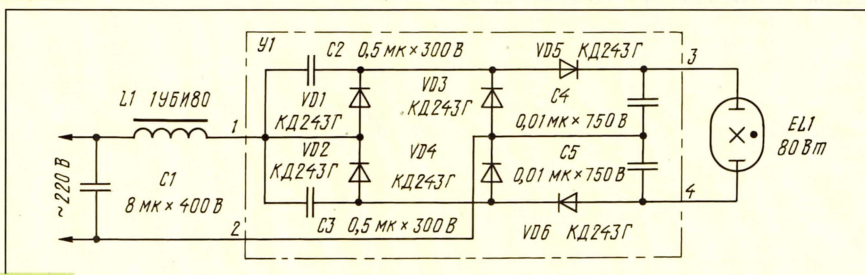 У1
C2 0,5 мк × 300 В
VD5 КД243Г
3
L1 1УБИ80
VD1
КД243Г
VD3
КД243Г
C4
0,01 мк × 750 В
1
EL1
80 Вт
~220 В
VD2
КД243Г
VD4
КД243Г
C5
0,01 мк × 750 В
C1
8 мк × 400 В
4
2
C3 0,5 мк × 300 В
VD6 КД243Г